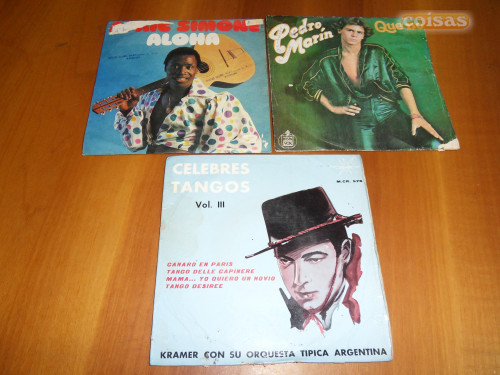 coisas
SIMONE
ALOHA
Pedro
Marín
CELEBRES
TANGOS
Vol. III
CANARO EN PARIS
TANGO DELLE CAPINERE
MAMA... YO QUIERO UN NOVIO
TANGO DESIREE
KRAMER CON SU ORQUESTA TIPICA ARGENTINA